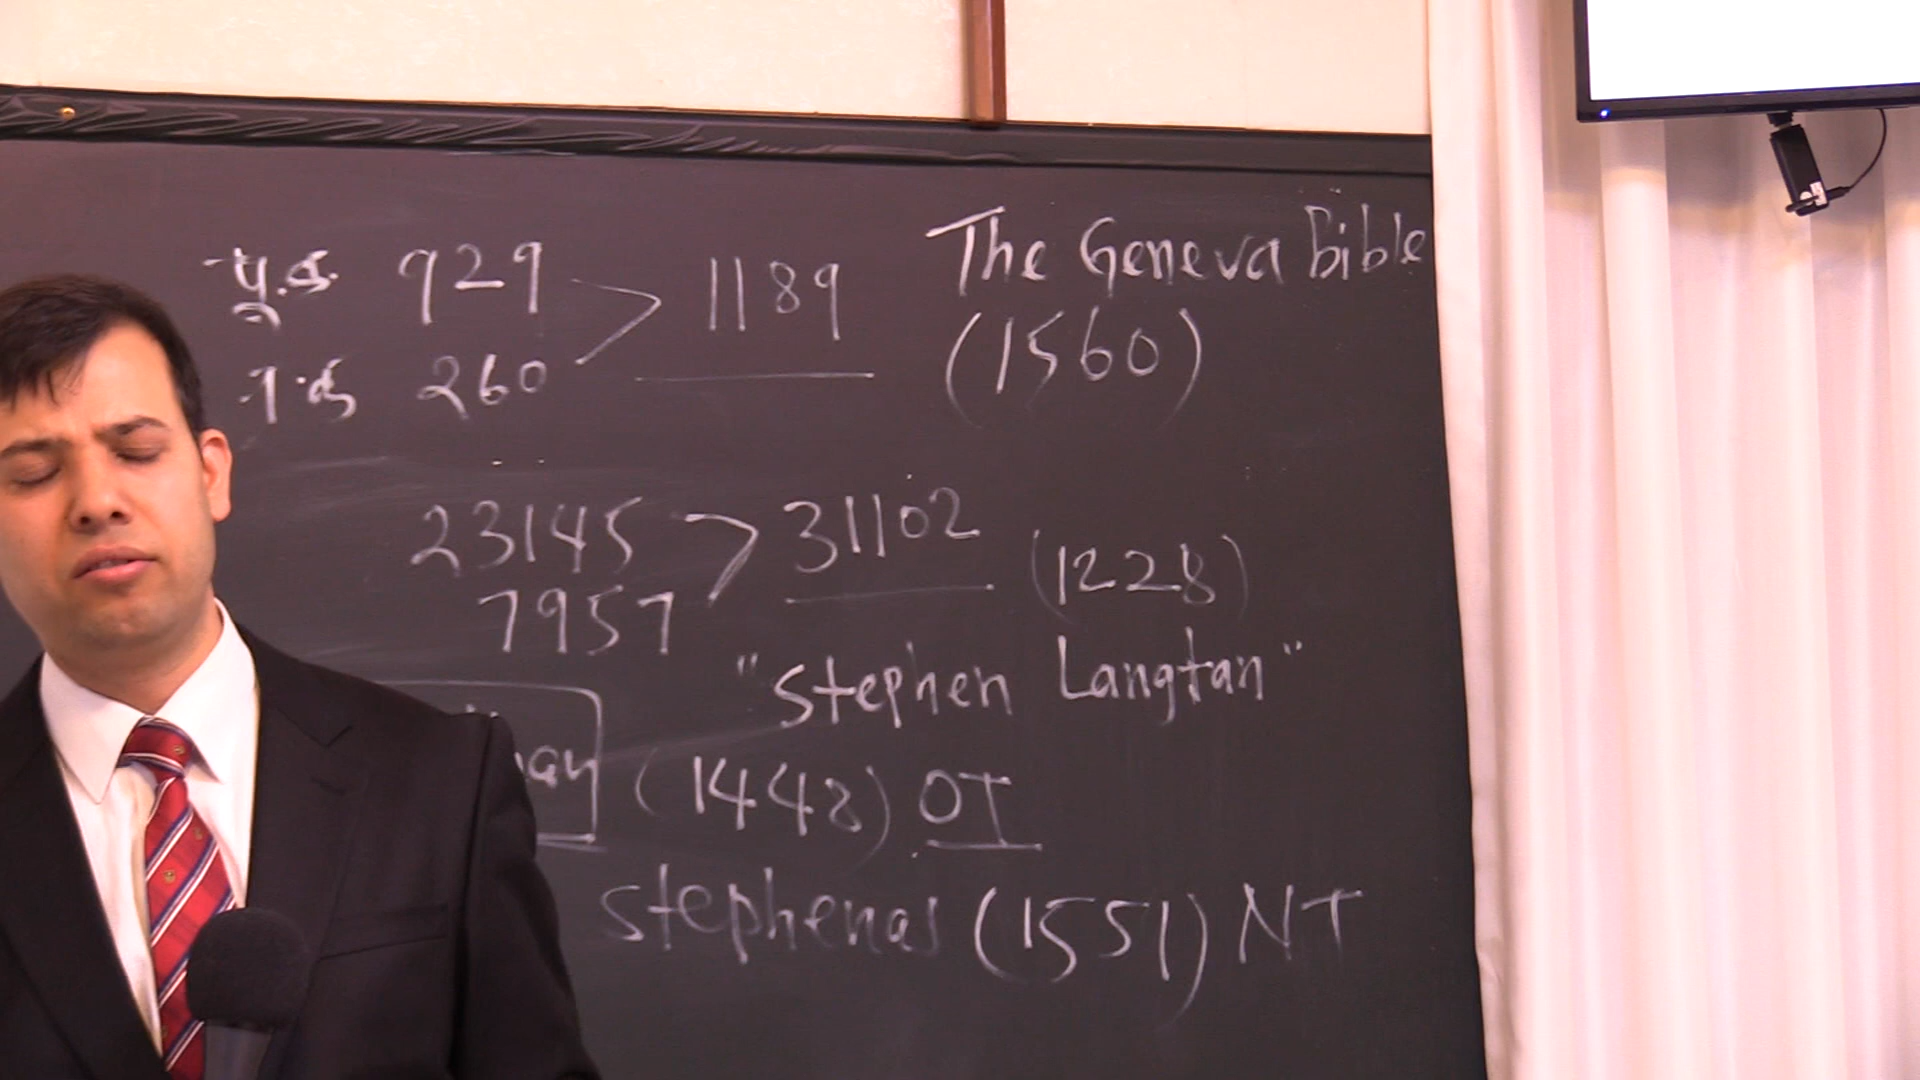 1189
929
260
The Geneva Bible
(1560)
23145
7957
31102
(1228)
"Stephen Langtan"
(1448) OT
Stephenas (1551) NT